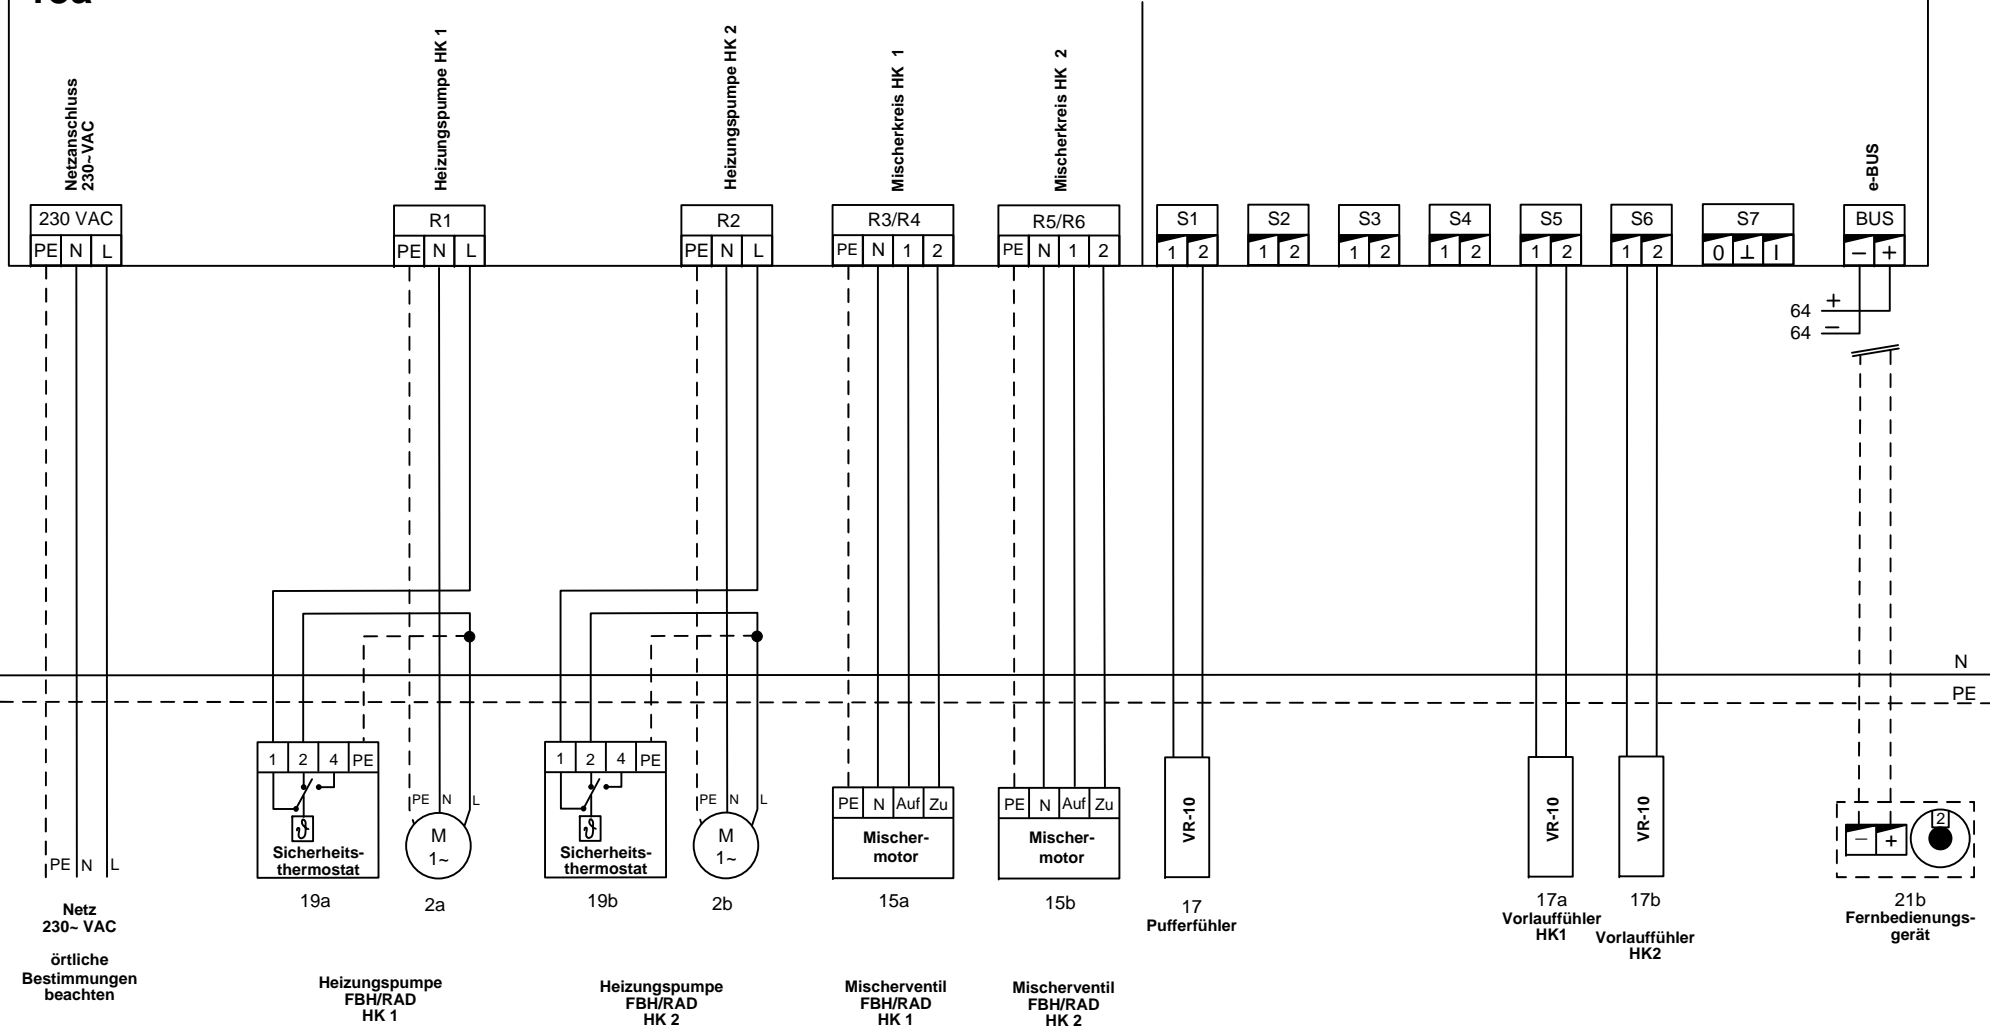 Netzanschluss
230~VAC
Heizungspumpe HK 1
Heizungspumpe HK 2
Mischerkreis HK 1
Mischerkreis HK 2
e-BUS
230 VAC
R1
R2
R3/R4
R5/R6
S1
S2
S3
S4
S5
S6
S7
BUS
PE N L
PE N L
PE N L
PE N 1 2
PE N 1 2
1 2
1 2
1 2
1 2
1 2
1 2
0 ⊥ I
− +
64 +
64 −
N
PE
1 2 4 PE
Sicherheits-
thermostat
PE N L
M
1~
1 2 4 PE
Sicherheits-
thermostat
PE N L
M
1~
PE N Auf Zu
Mischer-
motor
PE N Auf Zu
Mischer-
motor
VR-10
VR-10
VR-10
− +
2
PE N L
19a
2a
19b
2b
15a
15b
17
Pufferfühler
17a
Vorlauffühler
HK1
17b
Vorlauffühler
HK2
21b
Fernbedienungs-
gerät
Netz
230~ VAC
örtliche
Bestimmungen
beachten
Heizungspumpe
FBH/RAD
HK 1
Heizungspumpe
FBH/RAD
HK 2
Mischerventil
FBH/RAD
HK 1
Mischerventil
FBH/RAD
HK 2